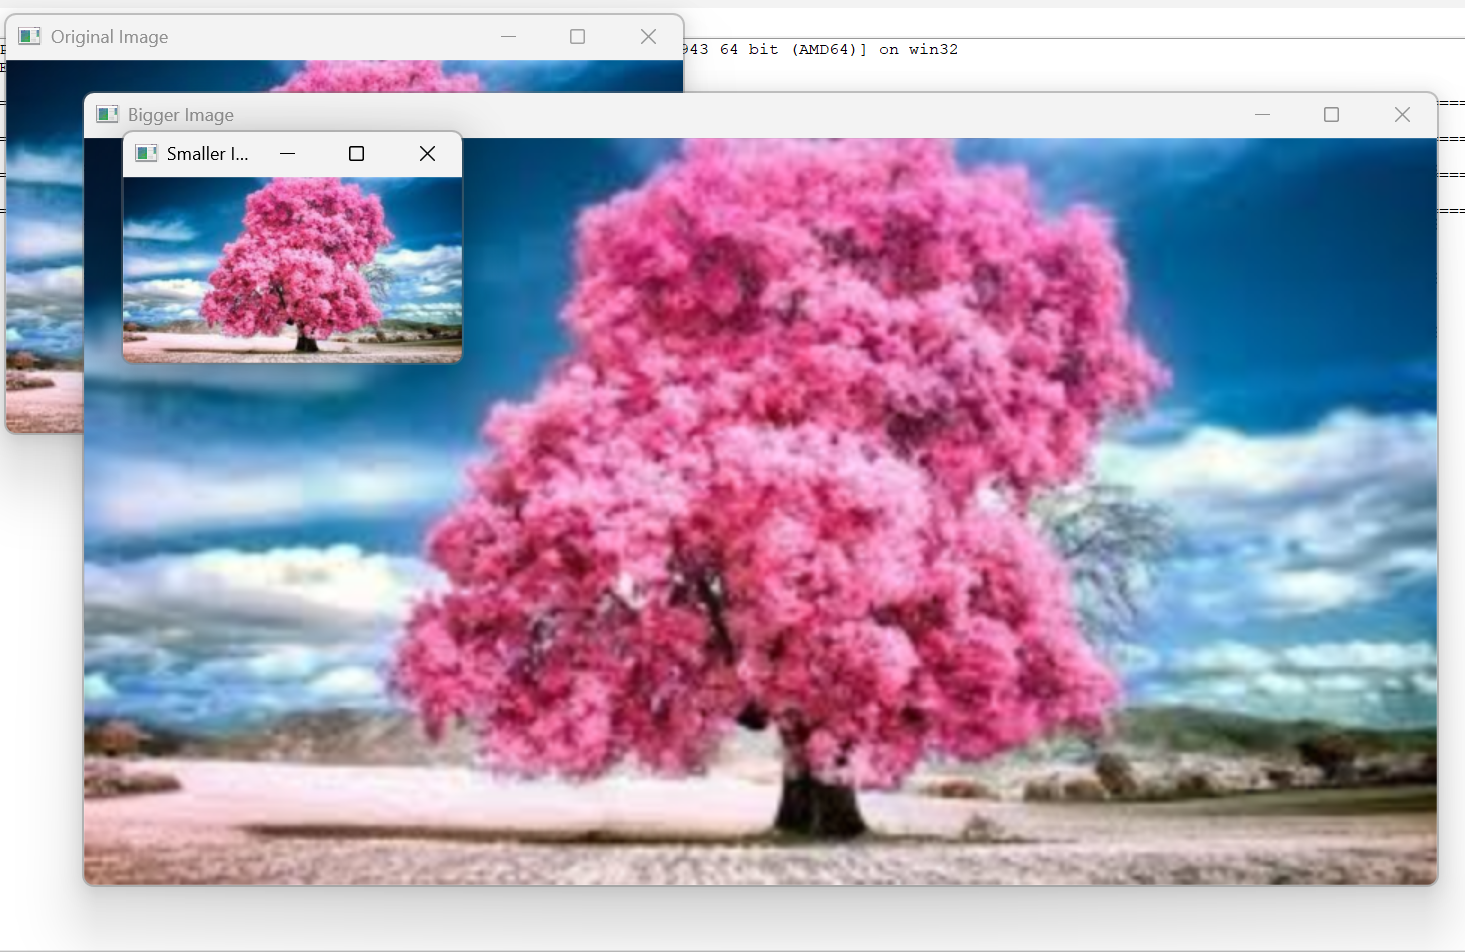 Original Image
943 64 bit (AMD64)] on win32
Bigger Image
===
Smaller I...
===
===
===